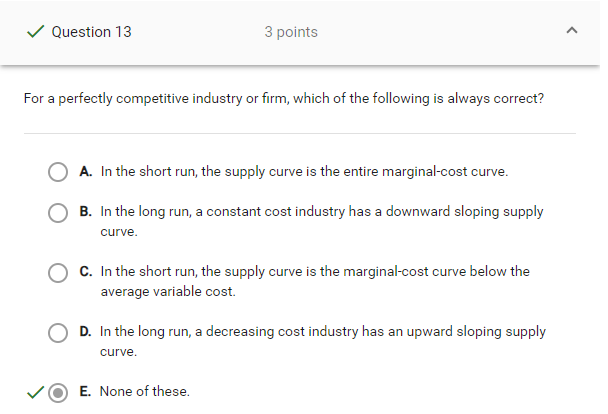 Question 13
3 points
For a perfectly competitive industry or firm, which of the following is always correct?
A. In the short run, the supply curve is the entire marginal-cost curve.
B. In the long run, a constant cost industry has a downward sloping supply
curve.
C. In the short run, the supply curve is the marginal-cost curve below the
average variable cost.
D. In the long run, a decreasing cost industry has an upward sloping supply
curve.
E. None of these.